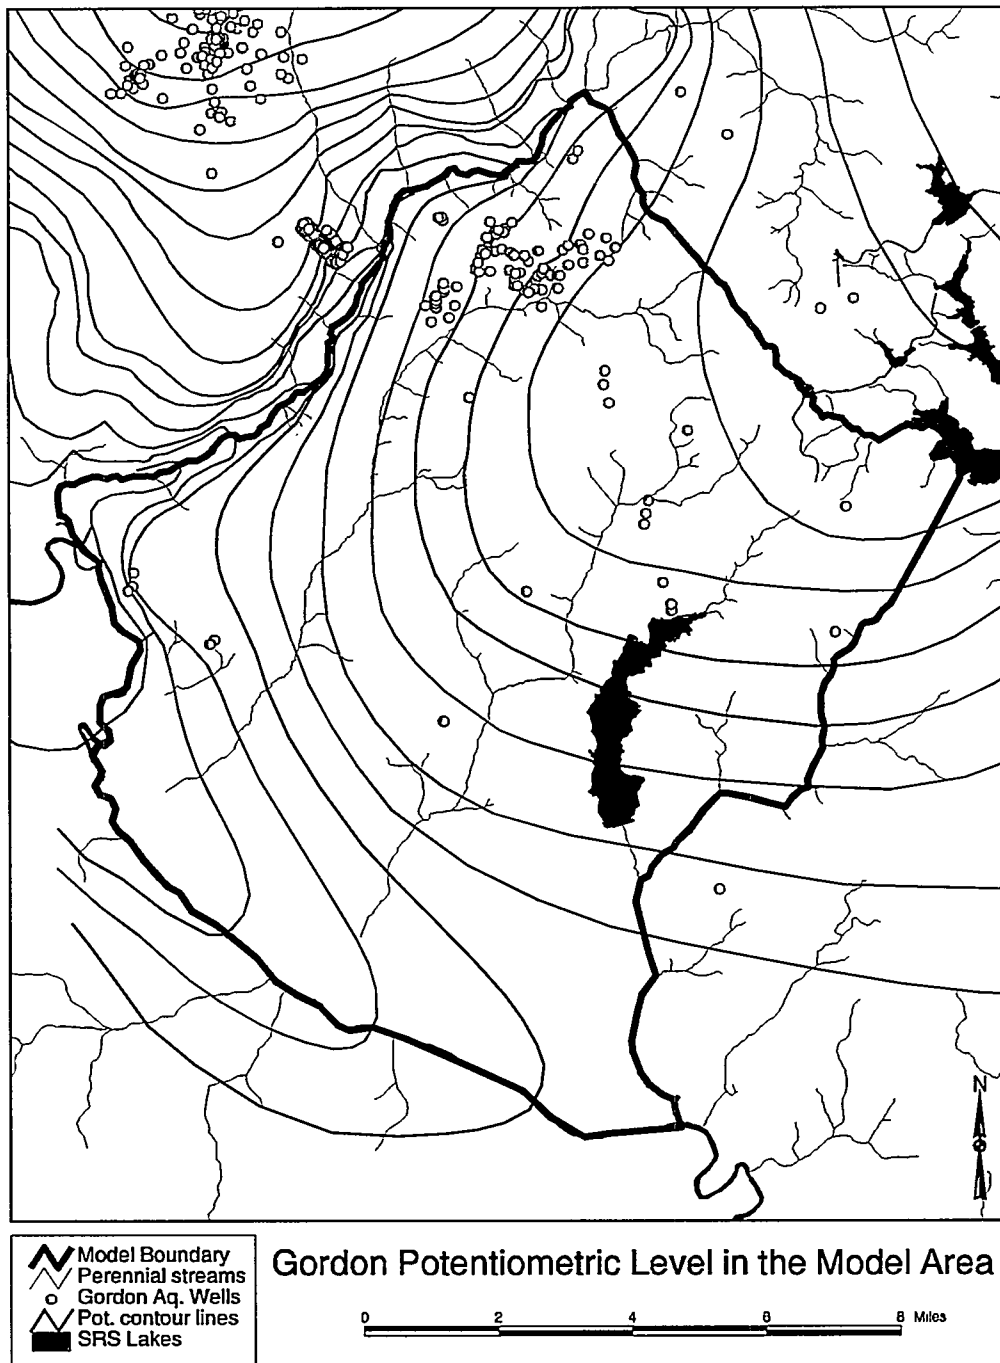 N
Model Boundary
Perennial streams
Gordon Aq. Wells
Pot. contour lines
SRS Lakes
Gordon Potentiometric Level in the Model Area
0 2 4 6 8 Miles